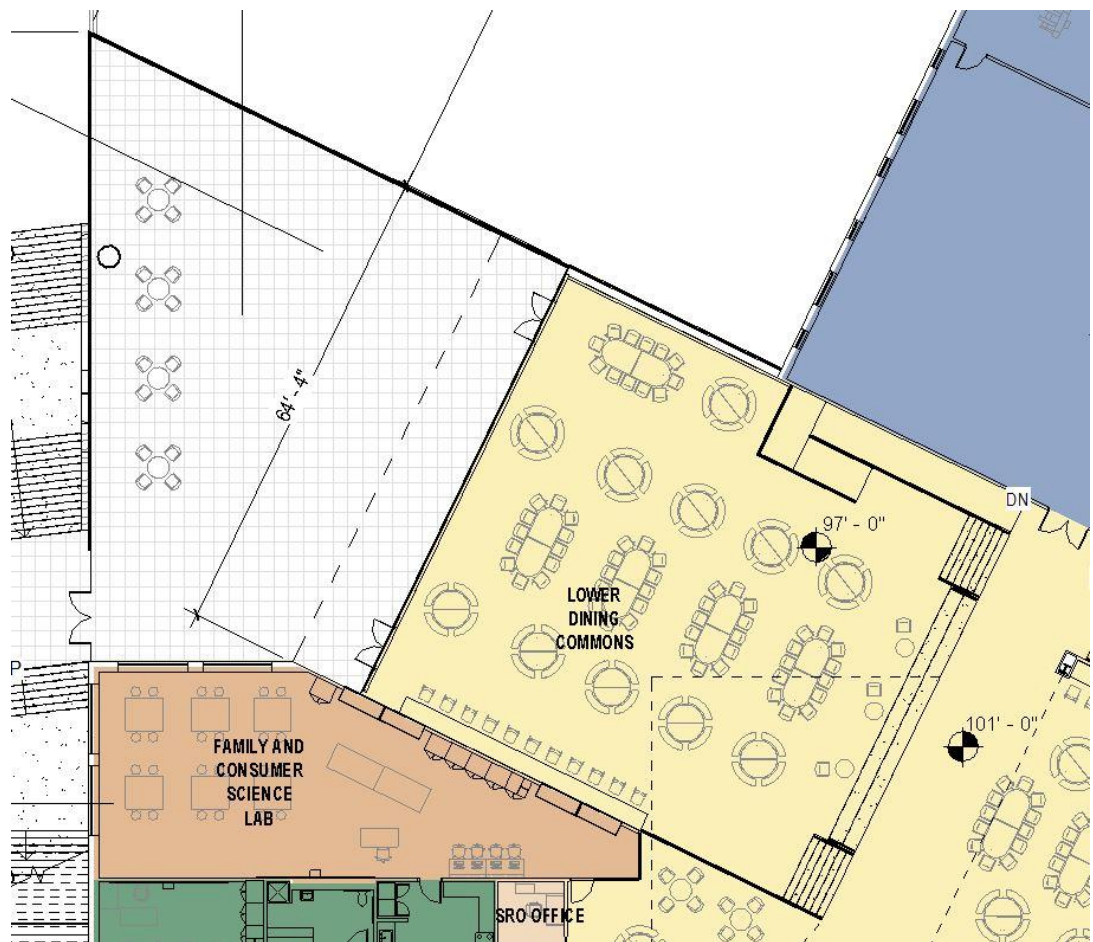 64' - 4"
DN
97' - 0"
LOWER
DINING
COMMONS
P
101' - 0"
FAMILY AND
CONSUMER
SCIENCE
LAB
SRO OFFICE